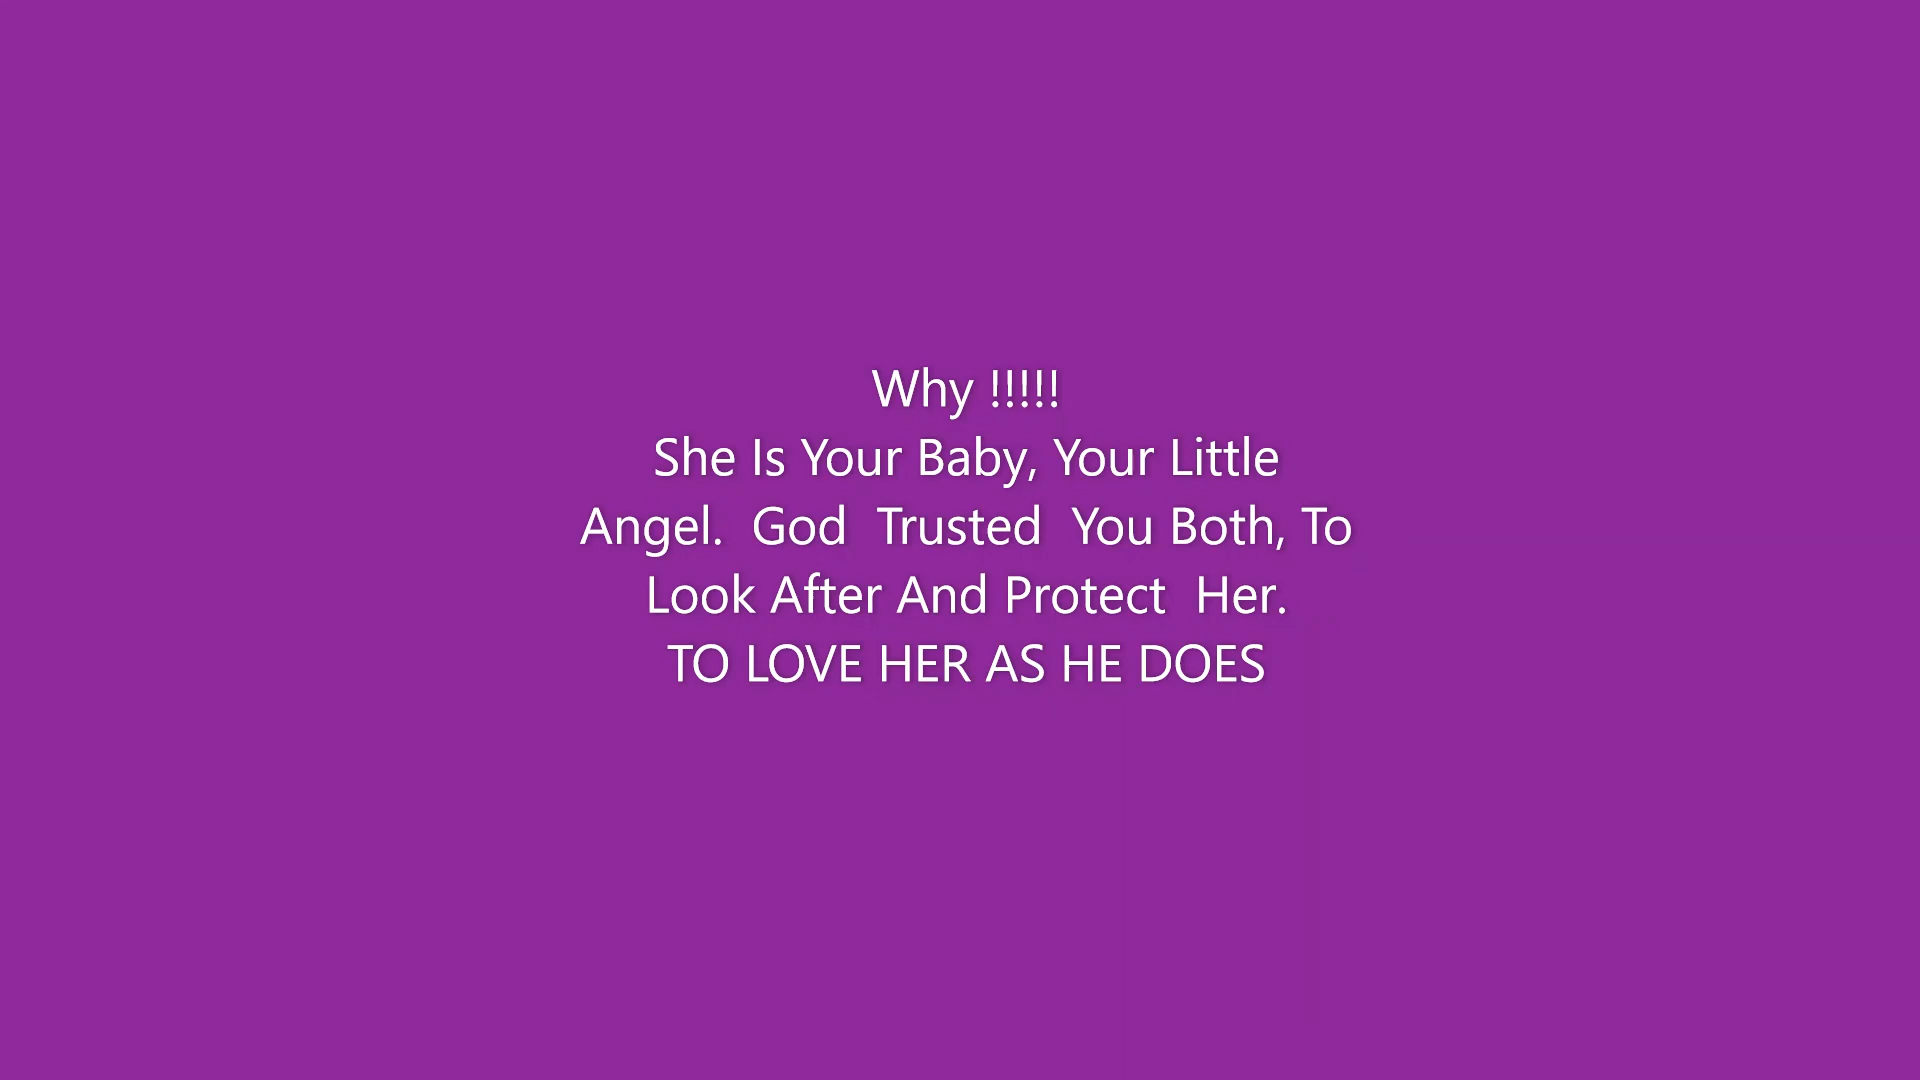 Why !!!!!
She Is Your Baby, Your Little
Angel.  God  Trusted  You Both, To
Look After And Protect  Her.
TO LOVE HER AS HE DOES